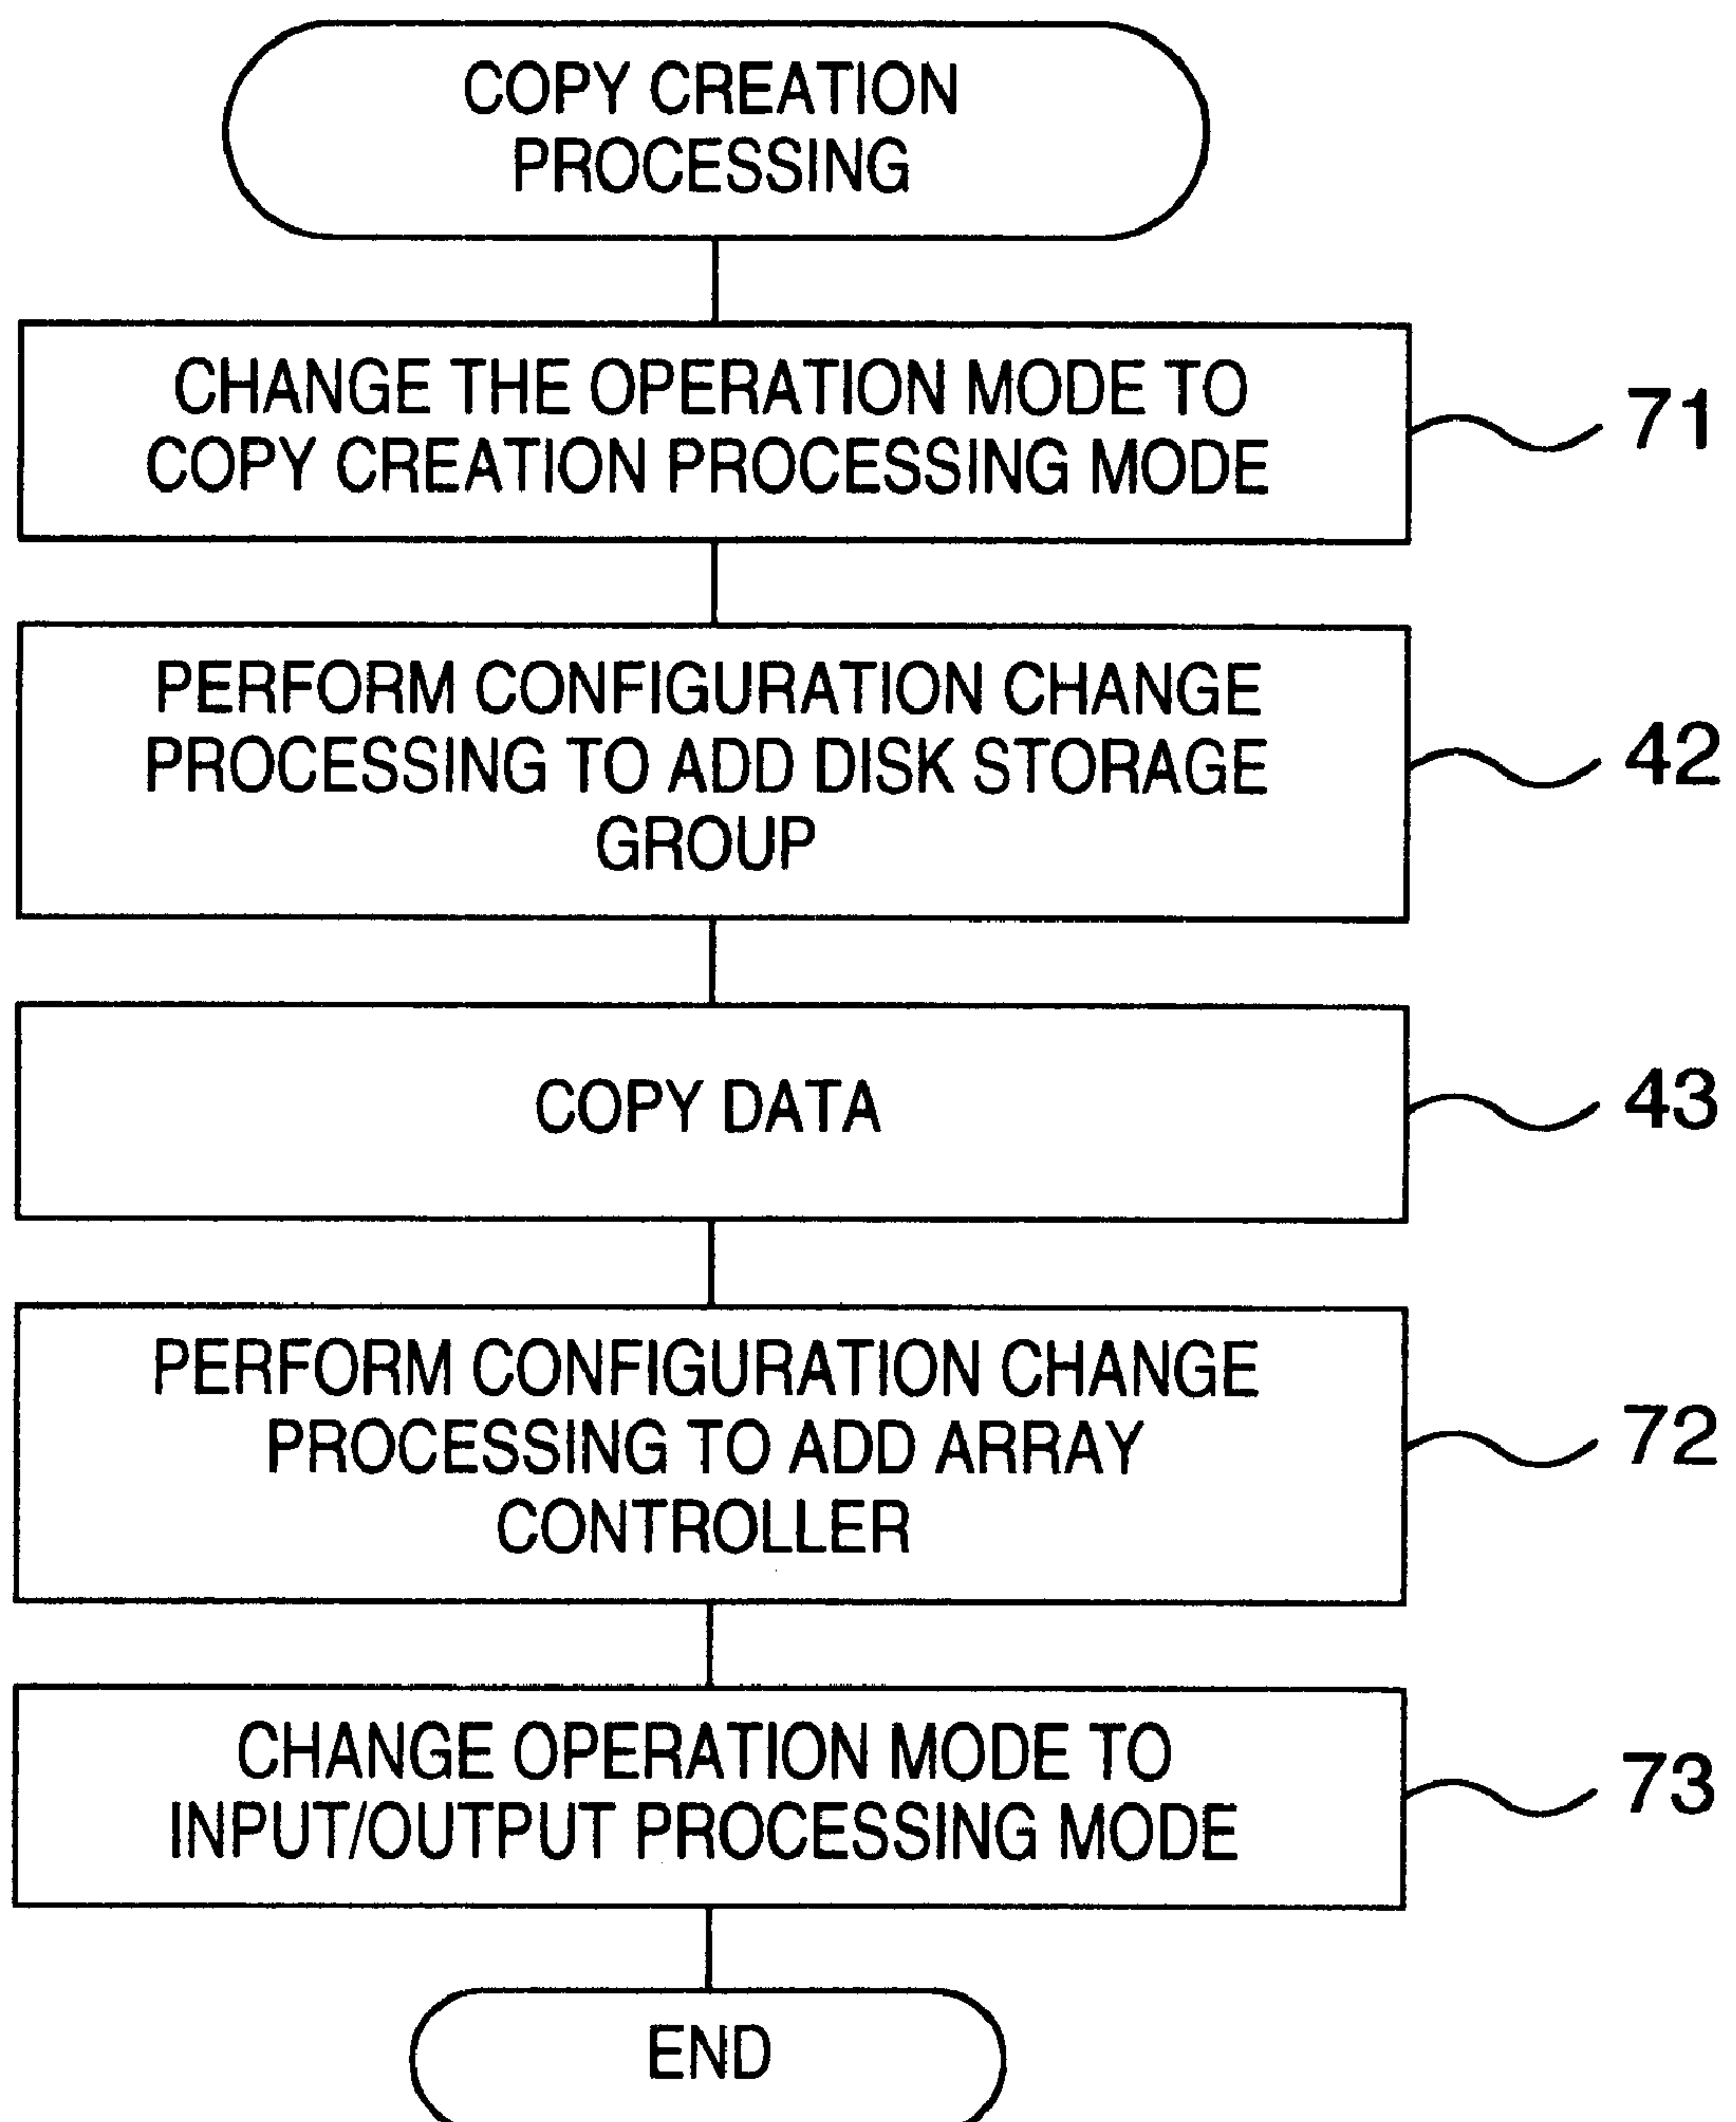 COPY CREATION
PROCESSING
CHANGE THE OPERATION MODE TO
COPY CREATION PROCESSING MODE
71
PERFORM CONFIGURATION CHANGE
PROCESSING TO ADD DISK STORAGE
GROUP
42
COPY DATA
43
PERFORM CONFIGURATION CHANGE
PROCESSING TO ADD ARRAY
CONTROLLER
72
CHANGE OPERATION MODE TO
INPUT/OUTPUT PROCESSING MODE
73
END